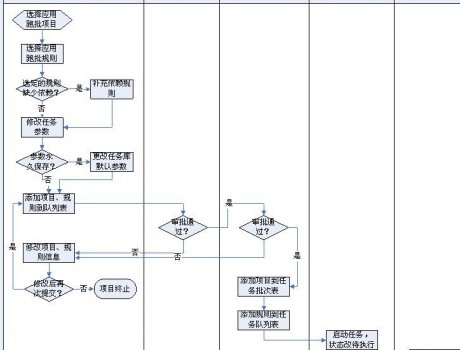 选择应用
跑批项目
选择应用
跑批规则
选定的规则
缺少依赖?
是
补充依赖规
则
否
修改任务
参数
参数永
久保存?
是
更改任务库
默认参数
否
添加项目、规
则到队列表
是
审批通
过?
审批通
过?
是
是
否
否
修改项目、规
则信息
修改后再
次提交?
否
项目终止
添加项目到任
务批次表
添加规则到任
务队列表
启动任务,
状态改待执行